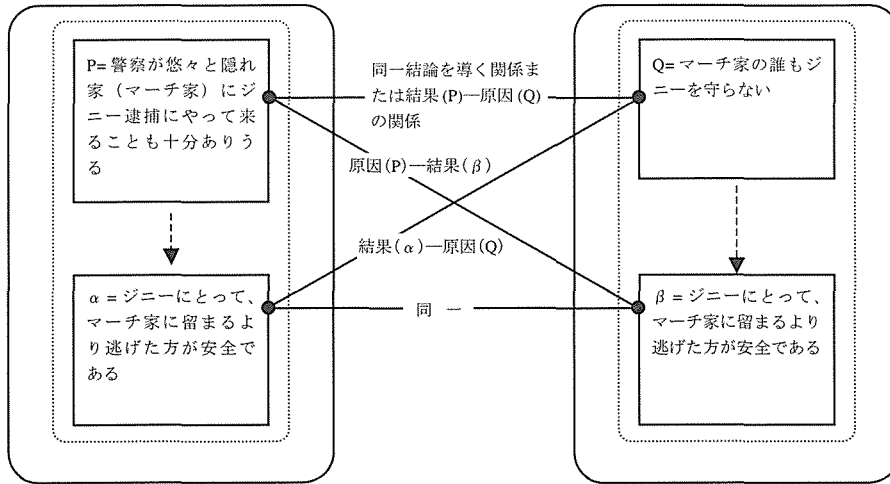 P= 警察が悠々と隠れ
家（マーチ家）にジ
ニー逮捕にやって来
ることも十分ありう
る
同一結論を導く関係ま
たは結果(P)―原因(Q)
の関係
Q=マーチ家の誰もジ
ニーを守らない
原因(P)―結果(β)
結果(α)―原因(Q)
α = ジニーにとって、
マーチ家に留まるよ
り逃げた方が安全で
ある
同 一
β = ジニーにとって、
マーチ家に留まるより
逃げた方が安全である